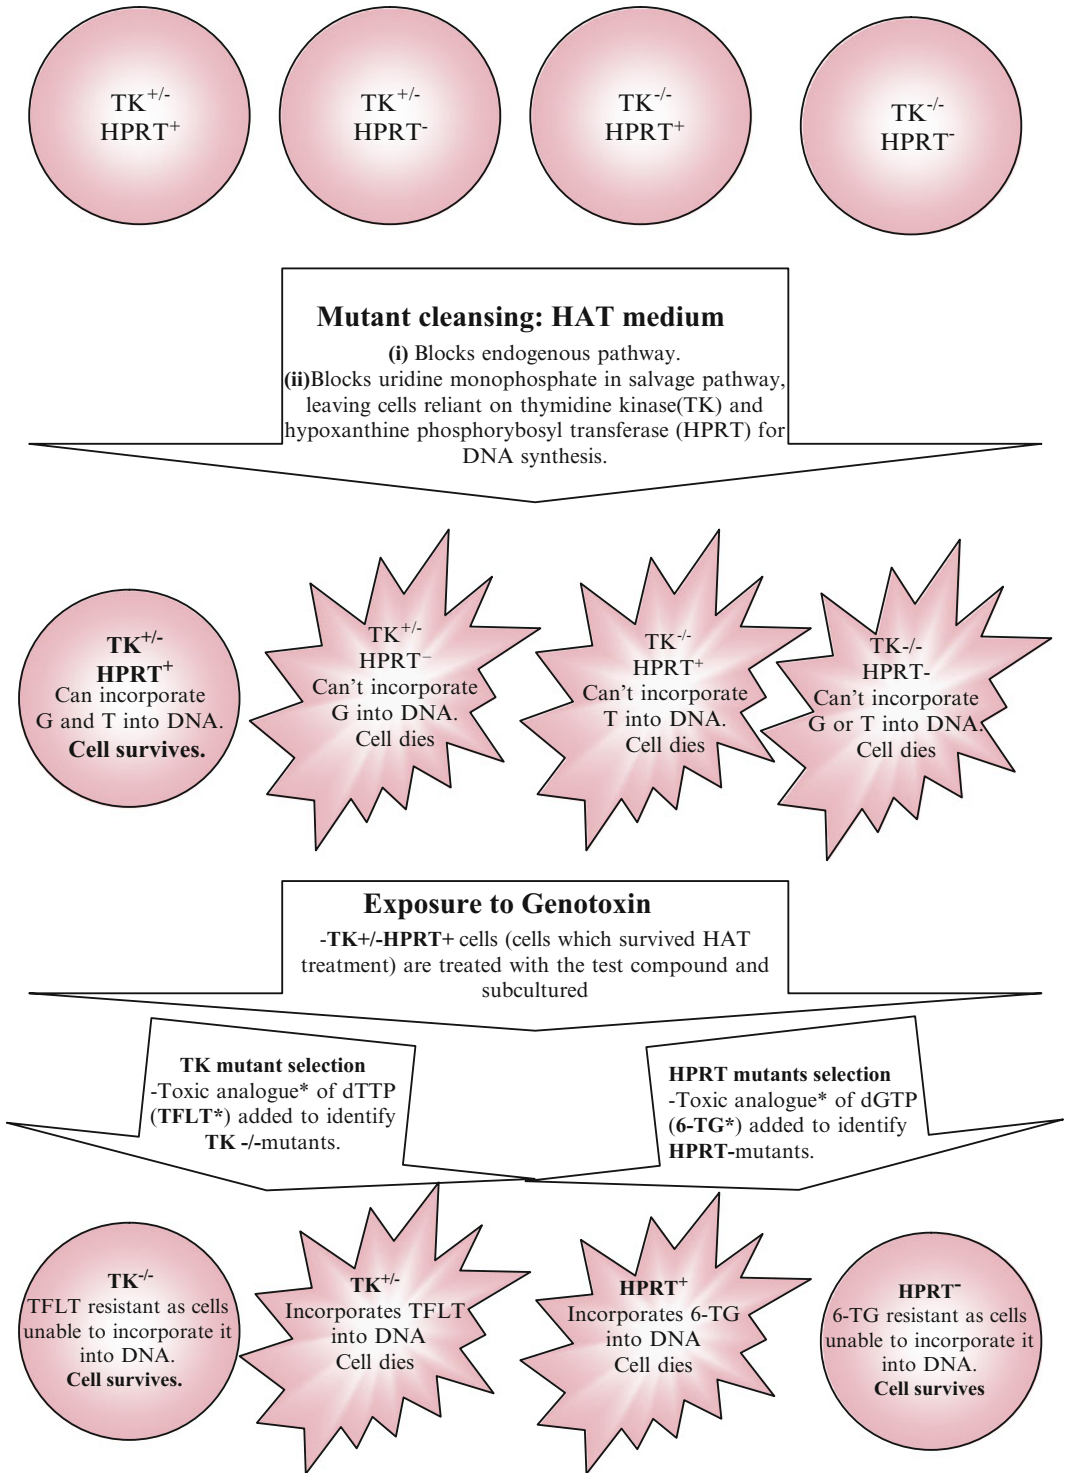 TK+/-
HPRT+
TK+/-
HPRT-
TK-/-
HPRT+
TK-/-
HPRT-
Mutant cleansing: HAT medium
(i) Blocks endogenous pathway.
(ii)Blocks uridine monophosphate in salvage pathway,
leaving cells reliant on thymidine kinase(TK) and
hypoxanthine phosphorybosyl transferase (HPRT) for
DNA synthesis.
TK+/-
HPRT+
Can incorporate
G and T into DNA.
Cell survives.
TK+/-
HPRT−
Can't incorporate
G into DNA.
Cell dies
TK-/-
HPRT+
Can't incorporate
T into DNA.
Cell dies
TK-/-
HPRT-
Can't incorporate
G or T into DNA.
Cell dies
Exposure to Genotoxin
-TK+/-HPRT+ cells (cells which survived HAT
treatment) are treated with the test compound and
subcultured
TK mutant selection
-Toxic analogue* of dTTP
(TFLT*) added to identify
TK -/-mutants.
HPRT mutants selection
-Toxic analogue* of dGTP
(6-TG*) added to identify
HPRT-mutants.
TK-/-
TFLT resistant as cells
unable to incorporate it
into DNA.
Cell survives.
TK+/-
Incorporates TFLT
into DNA
Cell dies
HPRT+
Incorporates 6-TG
into DNA
Cell dies
HPRT-
6-TG resistant as cells
unable to incorporate it
into DNA.
Cell survives